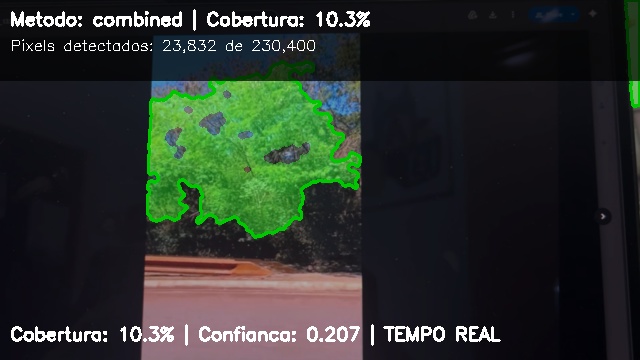 Metodo: combined | Cobertura: 10.3%
Pixels detectados: 23,832 de 230,400
Cobertura: 10.3% | Confianca: 0.207 | TEMPO REAL